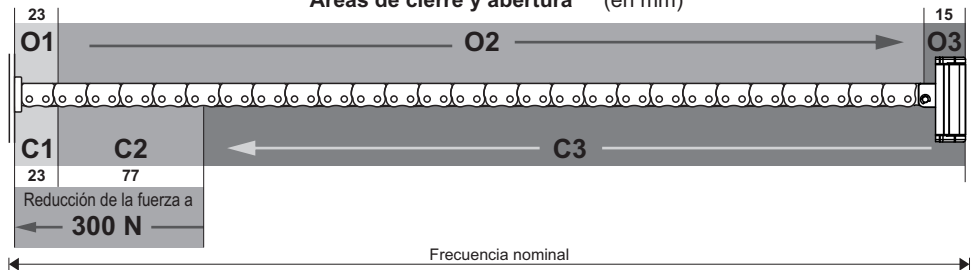 Áreas de cierre y abertura (en mm)
23 15
O1 O2 O3
C1 C2 C3
23 77
Reducción de la fuerza a
300 N
Frecuencia nominal